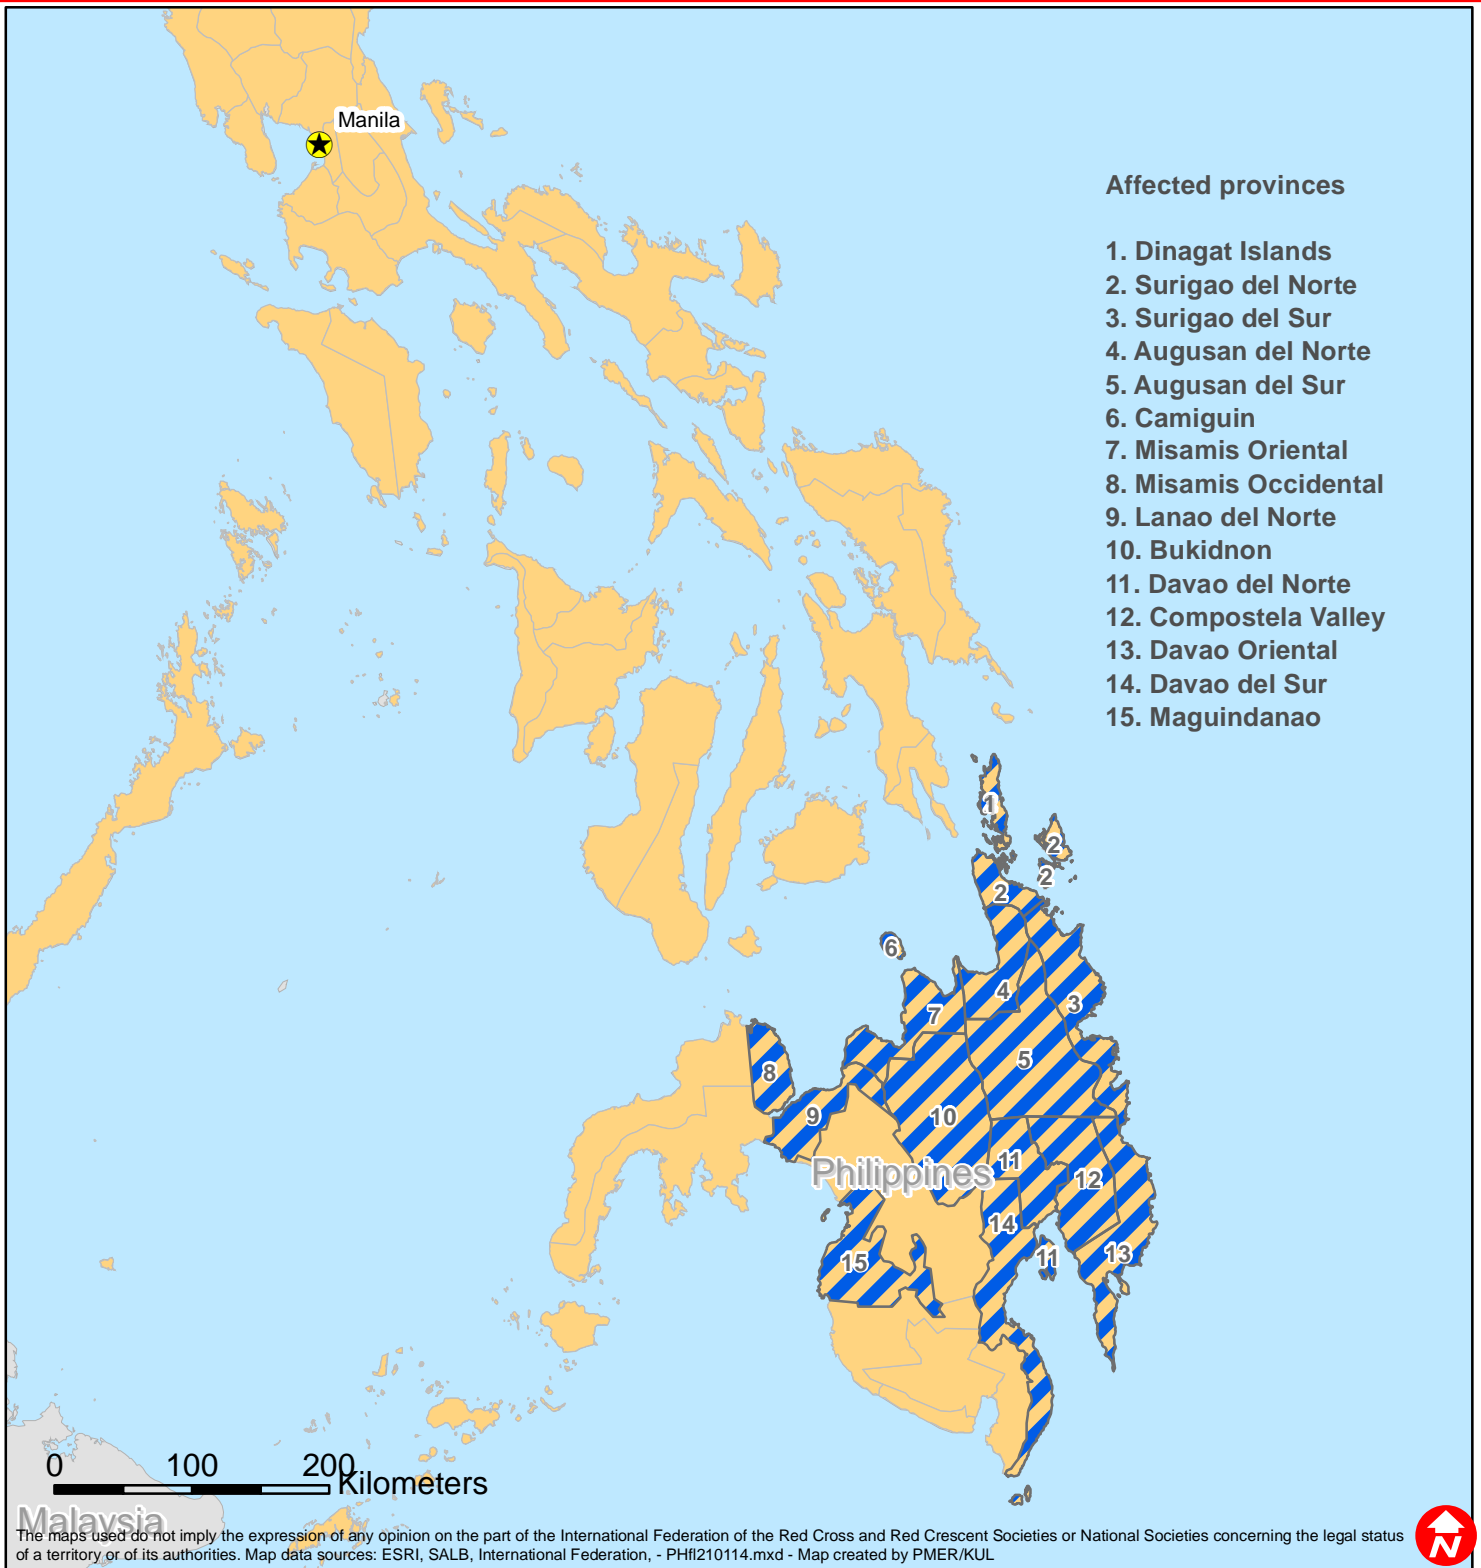 Manila
Affected provinces
1. Dinagat Islands
2. Surigao del Norte
3. Surigao del Sur
4. Augusan del Norte
5. Augusan del Sur
6. Camiguin
7. Misamis Oriental
8. Misamis Occidental
9. Lanao del Norte
10. Bukidnon
11. Davao del Norte
12. Compostela Valley
13. Davao Oriental
14. Davao del Sur
15. Maguindanao
1
2
2
2
6
4
3
7
5
8
9
10
11
Philippines
12
14
11
13
15
0 100 200
Kilometers
Malaysia
The maps used do not imply the expression of any opinion on the part of the International Federation of the Red Cross and Red Crescent Societies or National Societies concerning the legal status
of a territory or of its authorities. Map data sources: ESRI, SALB, International Federation, - PHfl210114.mxd - Map created by PMER/KUL
N